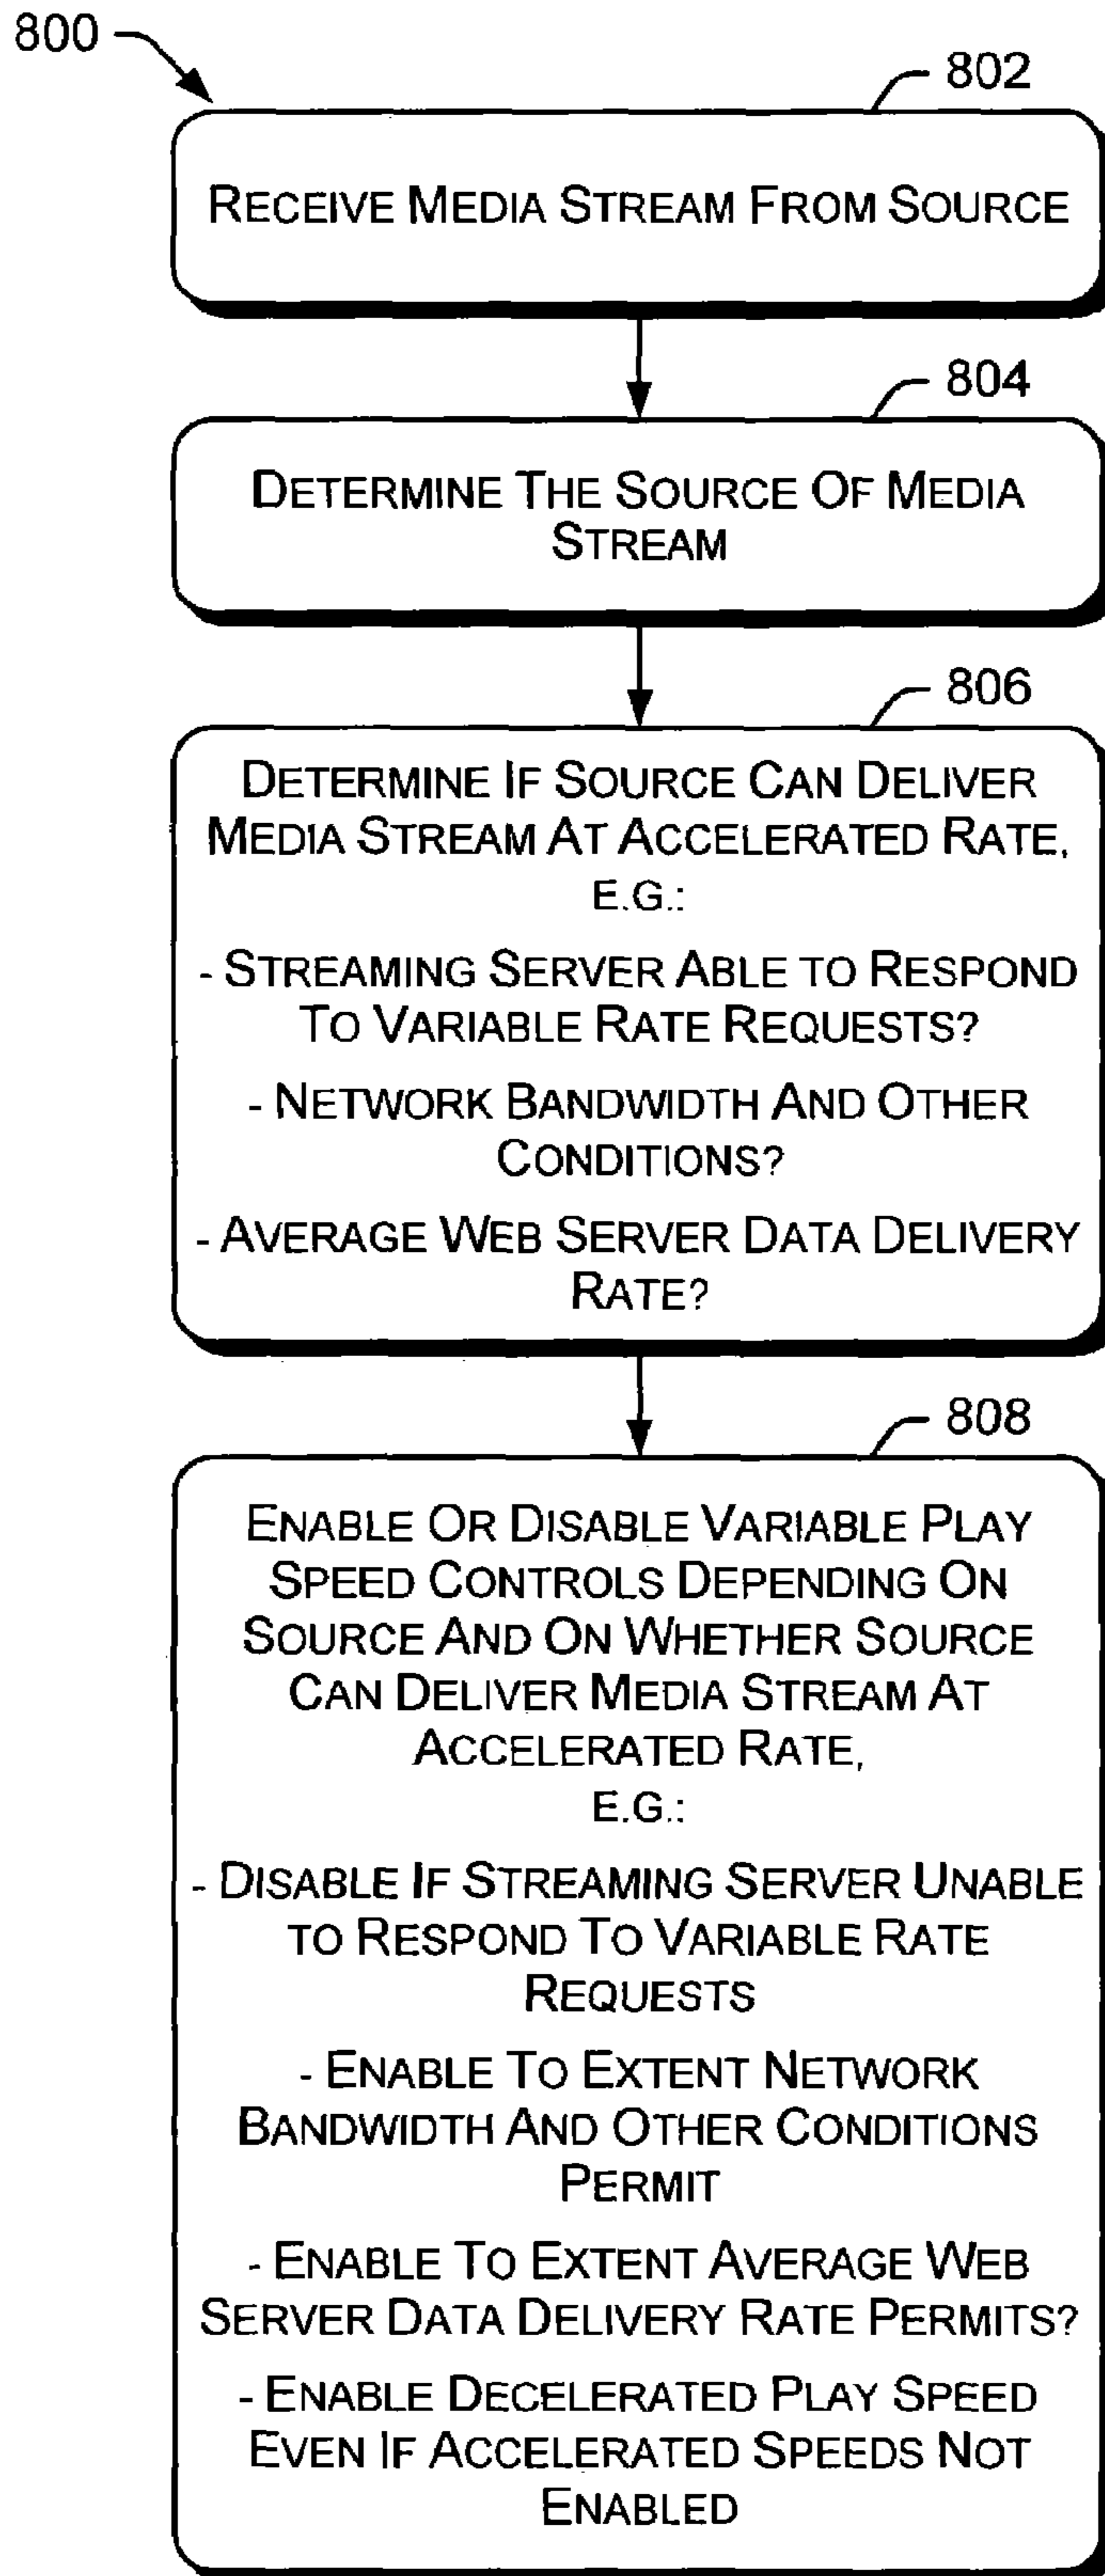 800
802
RECEIVE MEDIA STREAM FROM SOURCE
804
DETERMINE THE SOURCE OF MEDIA
STREAM
806
DETERMINE IF SOURCE CAN DELIVER
MEDIA STREAM AT ACCELERATED RATE,
E.G.:
- STREAMING SERVER ABLE TO RESPOND
TO VARIABLE RATE REQUESTS?
- NETWORK BANDWIDTH AND OTHER
CONDITIONS?
- AVERAGE WEB SERVER DATA DELIVERY
RATE?
808
ENABLE OR DISABLE VARIABLE PLAY
SPEED CONTROLS DEPENDING ON
SOURCE AND ON WHETHER SOURCE
CAN DELIVER MEDIA STREAM AT
ACCELERATED RATE,
E.G.:
- DISABLE IF STREAMING SERVER UNABLE
TO RESPOND TO VARIABLE RATE
REQUESTS
- ENABLE TO EXTENT NETWORK
BANDWIDTH AND OTHER CONDITIONS
PERMIT
- ENABLE TO EXTENT AVERAGE WEB
SERVER DATA DELIVERY RATE PERMITS?
- ENABLE DECELERATED PLAY SPEED
EVEN IF ACCELERATED SPEEDS NOT
ENABLED